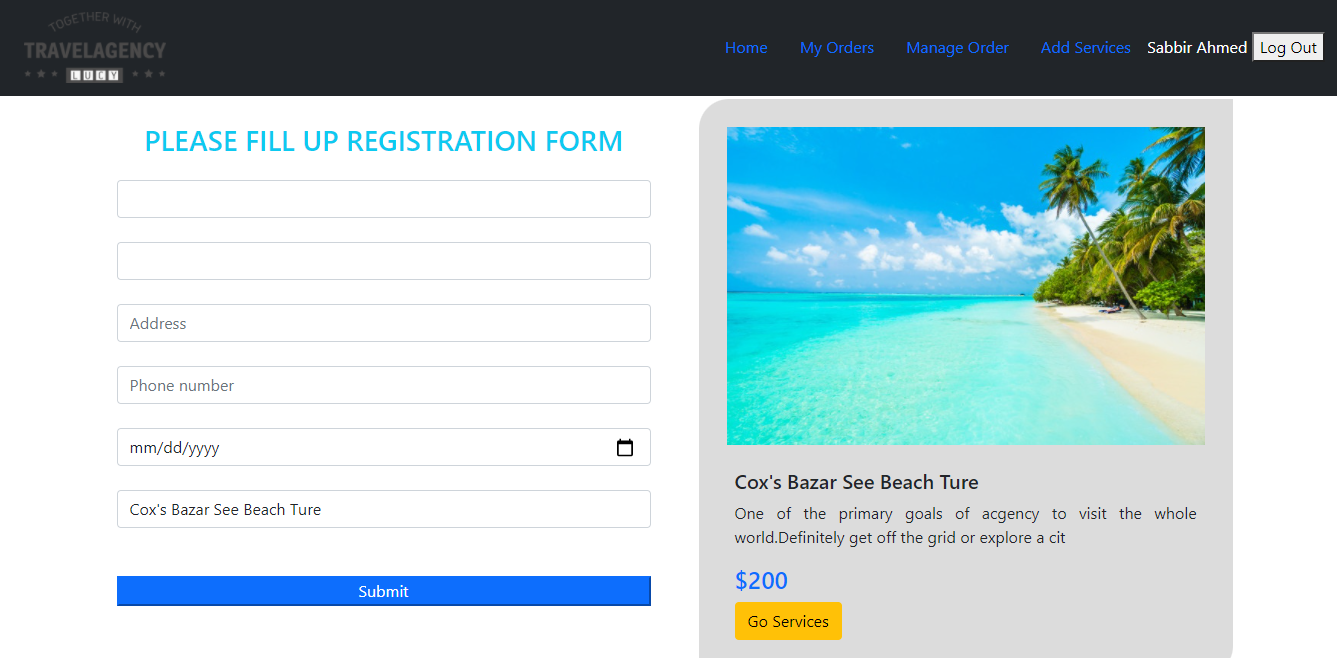 TOGETHER WITH
TRAVELAGENCY
LUCY
Home My Orders Manage Order Add Services Sabbir Ahmed Log Out
PLEASE FILL UP REGISTRATION FORM
Address
Phone number
mm/dd/yyyy
Cox's Bazar See Beach Ture
Submit
Cox's Bazar See Beach Ture
One of the primary goals of acgency to visit the whole
world.Definitely get off the grid or explore a cit
$200
Go Services